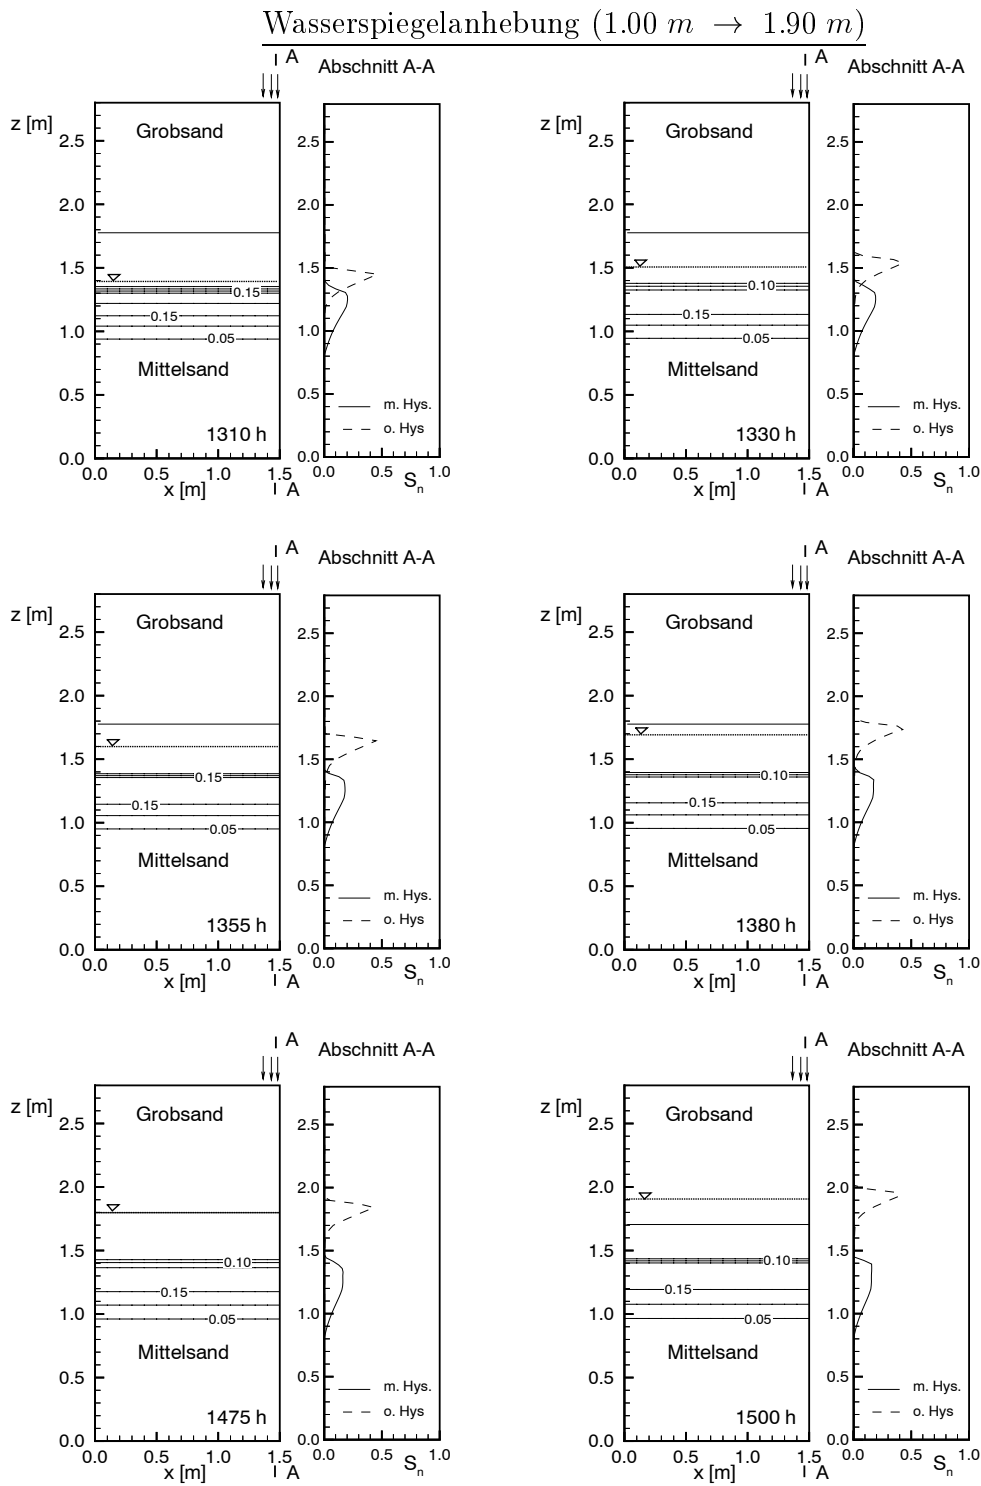 Wasserspiegelanhebung (1.00 m → 1.90 m)
A Abschnitt A-A A Abschnitt A-A
z [m] Grobsand z [m] Grobsand
2.5 2.5 2.5 2.5
2.0 2.0 2.0 2.0
1.5 1.5 1.5 1.5
0.15 0.10
0.15 0.15
1.0 1.0 1.0 1.0
0.05 0.05
Mittelsand Mittelsand
0.5 0.5 0.5 0.5
m. Hys. m. Hys.
1310 h o. Hys 1330 h o. Hys
0.0 0.0 0.0 0.0
0.0 0.5 1.0 1.5 0.0 0.5 1.0 0.0 0.5 1.0 1.5 0.0 0.5 1.0
x [m] A Sn x [m] A Sn
A Abschnitt A-A A Abschnitt A-A
z [m] Grobsand z [m] Grobsand
2.5 2.5 2.5 2.5
2.0 2.0 2.0 2.0
1.5 1.5 1.5 1.5
0.15 0.10
0.15 0.15
1.0 1.0 1.0 1.0
0.05 0.05
Mittelsand Mittelsand
0.5 0.5 0.5 0.5
m. Hys. m. Hys.
1355 h o. Hys 1380 h o. Hys
0.0 0.0 0.0 0.0
0.0 0.5 1.0 1.5 0.0 0.5 1.0 0.0 0.5 1.0 1.5 0.0 0.5 1.0
x [m] A Sn x [m] A Sn
A Abschnitt A-A A Abschnitt A-A
z [m] Grobsand z [m] Grobsand
2.5 2.5 2.5 2.5
2.0 2.0 2.0 2.0
1.5 1.5 1.5 1.5
0.10 0.10
0.15 0.15
1.0 1.0 1.0 1.0
0.05 0.05
Mittelsand Mittelsand
0.5 0.5 0.5 0.5
m. Hys. m. Hys.
1475 h o. Hys 1500 h o. Hys
0.0 0.0 0.0 0.0
0.0 0.5 1.0 1.5 0.0 0.5 1.0 0.0 0.5 1.0 1.5 0.0 0.5 1.0
x [m] A Sn x [m] A Sn